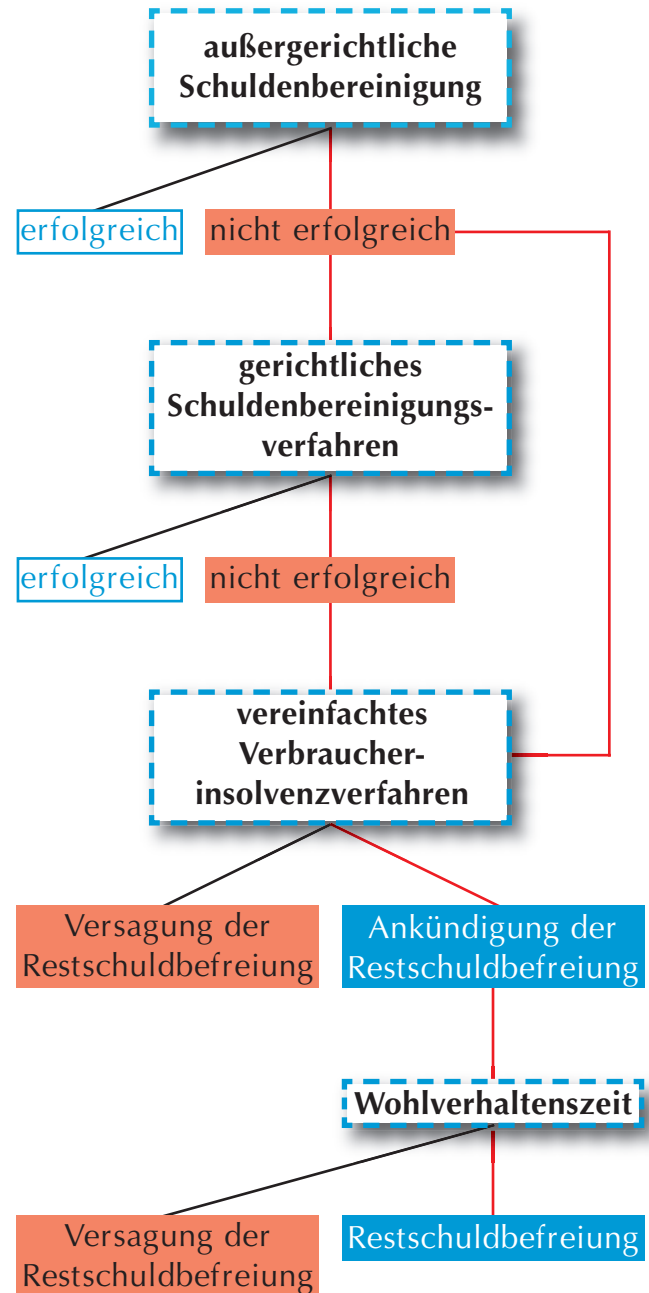 außergerichtliche
Schuldenbereinigung
erfolgreich
nicht erfolgreich
gerichtliches
Schuldenbereinigungs-
verfahren
erfolgreich
nicht erfolgreich
vereinfachtes
Verbraucher-
insolvenzverfahren
Versagung der
Restschuldbefreiung
Ankündigung der
Restschuldbefreiung
Wohlverhaltenszeit
Versagung der
Restschuldbefreiung
Restschuldbefreiung